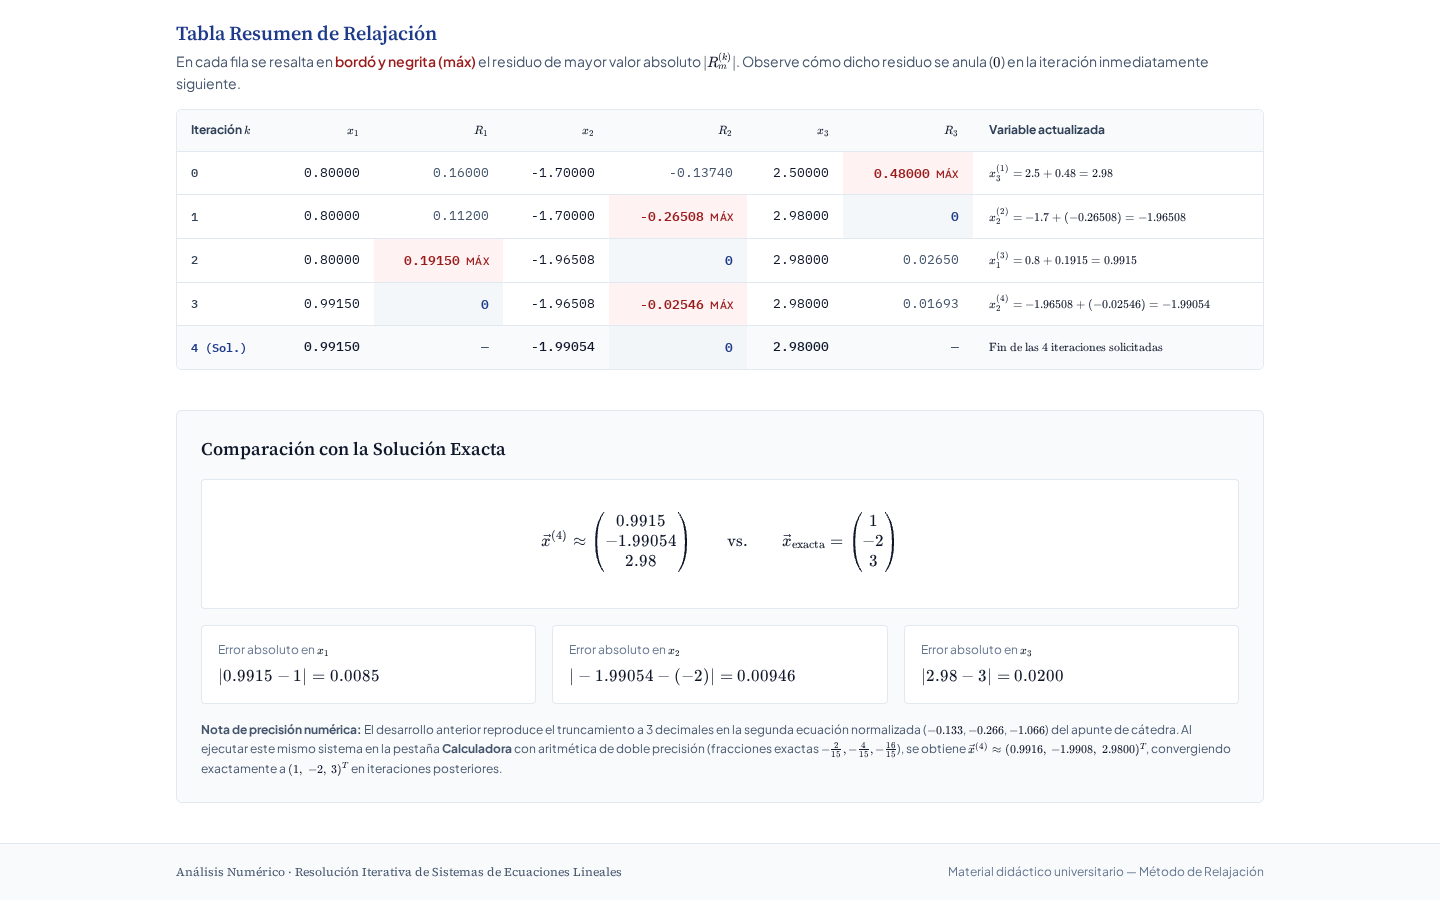 Tabla Resumen de Relajación
En cada fila se resalta en bordó y negrita (máx) el residuo de mayor valor absoluto |R_m^(k)|. Observe cómo dicho residuo se anula (0) en la iteración inmediatamente
siguiente.
Iteración k x₁ R₁ x₂ R₂ x₃ R₃ Variable actualizada
0 0.80000 0.16000 -1.70000 -0.13740 2.50000 0.48000 MÁX x₃^(1) = 2.5 + 0.48 = 2.98
1 0.80000 0.11200 -1.70000 -0.26508 MÁX 2.98000 0 x₂^(2) = −1.7 + (−0.26508) = −1.96508
2 0.80000 0.19150 MÁX -1.96508 0 2.98000 0.02650 x₁^(3) = 0.8 + 0.1915 = 0.9915
3 0.99150 0 -1.96508 -0.02546 MÁX 2.98000 0.01693 x₂^(4) = −1.96508 + (−0.02546) = −1.99054
4 (Sol.) 0.99150 — -1.99054 0 2.98000 — Fin de las 4 iteraciones solicitadas
Comparación con la Solución Exacta
x⃗^(4) ≈ (0.9915 −1.99054 2.98) vs. x⃗_exacta = (1 −2 3)
Error absoluto en x₁ Error absoluto en x₂ Error absoluto en x₃
|0.9915 − 1| = 0.0085 | − 1.99054 − (−2)| = 0.00946 |2.98 − 3| = 0.0200
Nota de precisión numérica: El desarrollo anterior reproduce el truncamiento a 3 decimales en la segunda ecuación normalizada (−0.133, −0.266, −1.066) del apunte de cátedra. Al
ejecutar este mismo sistema en la pestaña Calculadora con aritmética de doble precisión (fracciones exactas −2/15, −4/15, −16/15), se obtiene x⃗^(4) ≈ (0.9916, −1.9908, 2.9800)^T, convergiendo
exactamente a (1, −2, 3)^T en iteraciones posteriores.
Análisis Numérico · Resolución Iterativa de Sistemas de Ecuaciones Lineales Material didáctico universitario — Método de Relajación